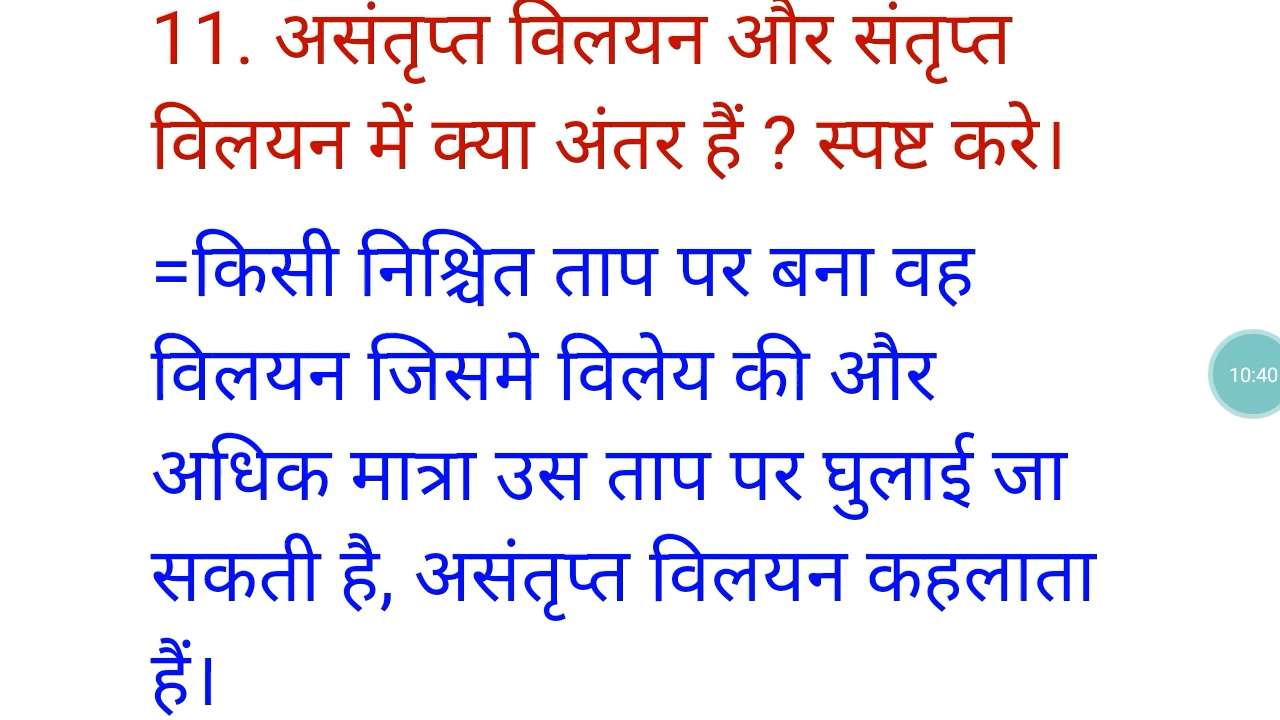 11. असंतृप्त विलयन और संतृप्त
विलयन में क्या अंतर हैं ? स्पष्ट करे।
=किसी निश्चित ताप पर बना वह
विलयन जिसमे विलेय की और
अधिक मात्रा उस ताप पर घुलाई जा
सकती है, असंतृप्त विलयन कहलाता
हैं।
10:40